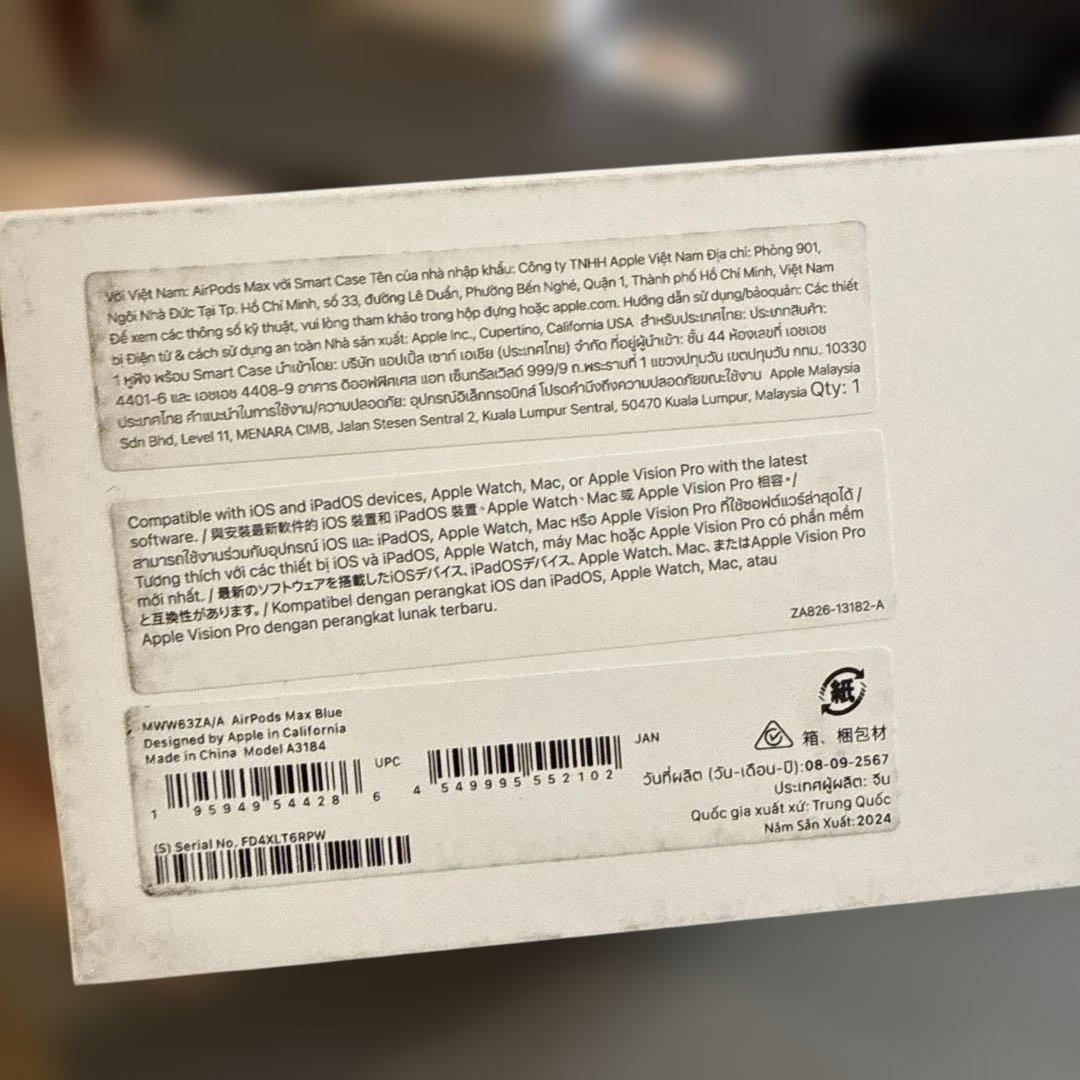 Với Việt Nam: AirPods Max với Smart Case Tên của nhà nhập khẩu: Công ty TNHH Apple Việt Nam Địa chỉ: Phòng 901,
Ngôi Nhà Đức Tại Tp. Hồ Chí Minh, số 33, đường Lê Duẩn, Phường Bến Nghé, Quận 1, Thành phố Hồ Chí Minh, Việt Nam
Để xem các thông số kỹ thuật, vui lòng tham khảo trong hộp đựng hoặc apple.com. Hướng dẫn sử dụng/bảoquản: Các thiết
bị Điện tử & cách sử dụng an toàn Nhà sản xuất: Apple Inc., Cupertino, California USA สำหรับประเทศไทย: ประเภทสินค้า:
1 หูฟัง พร้อม Smart Case นำเข้าโดย: บริษัท แอปเปิ้ล เซาท์ เอเชีย (ประเทศไทย) จำกัด ที่อยู่ผู้นำเข้า: ชั้น 44 ห้องเลขที่ เอชเอช
4401-6 และ เอชเอช 4408-9 อาคาร ดิออฟฟิศเศส แอท เซ็นทรัลเวิลด์ 999/9 ถ.พระรามที่ 1 แขวงปทุมวัน เขตปทุมวัน กทม. 10330
ประเทศไทย คำแนะนำในการใช้งาน/ความปลอดภัย: อุปกรณ์อิเล็กทรอนิกส์ โปรดคำนึงถึงความปลอดภัยขณะใช้งาน Apple Malaysia
Sdn Bhd, Level 11, MENARA CIMB, Jalan Stesen Sentral 2, Kuala Lumpur Sentral, 50470 Kuala Lumpur, Malaysia Qty: 1
Compatible with iOS and iPadOS devices, Apple Watch, Mac, or Apple Vision Pro with the latest
software. / 與安裝最新軟件的 iOS 裝置和 iPadOS 裝置、Apple Watch、Mac 或 Apple Vision Pro 相容。/
สามารถใช้งานร่วมกับอุปกรณ์ iOS และ iPadOS, Apple Watch, Mac หรือ Apple Vision Pro ที่ใช้ซอฟต์แวร์ล่าสุดได้ /
Tương thích với các thiết bị iOS và iPadOS, Apple Watch, máy Mac hoặc Apple Vision Pro có phần mềm
mới nhất. / 最新のソフトウェアを搭載したiOSデバイス、iPadOSデバイス、Apple Watch、Mac、またはApple Vision Pro
と互換性があります。/ Kompatibel dengan perangkat iOS dan iPadOS, Apple Watch, Mac, atau
Apple Vision Pro dengan perangkat lunak terbaru.
ZA826-13182-A
MWW63ZA/A AirPods Max Blue
Designed by Apple in California
Made in China Model A3184
UPC
1 95949 54428 6
JAN
4 549995 552102
(S) Serial No. FD4XLT6RPW
紙
箱、梱包材
วันที่ผลิต (วัน-เดือน-ปี):08-09-2567
ประเทศผู้ผลิต: จีน
Quốc gia xuất xứ: Trung Quốc
Năm Sản Xuất: 2024